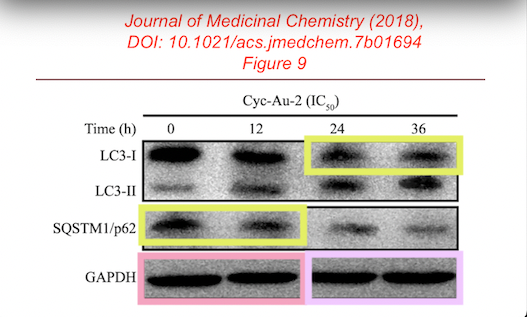 Journal of Medicinal Chemistry (2018),
DOI: 10.1021/acs.jmedchem.7b01694
Figure 9
Cyc-Au-2 (IC50)
Time (h) 0 12 24 36
LC3-I
LC3-II
SQSTM1/p62
GAPDH